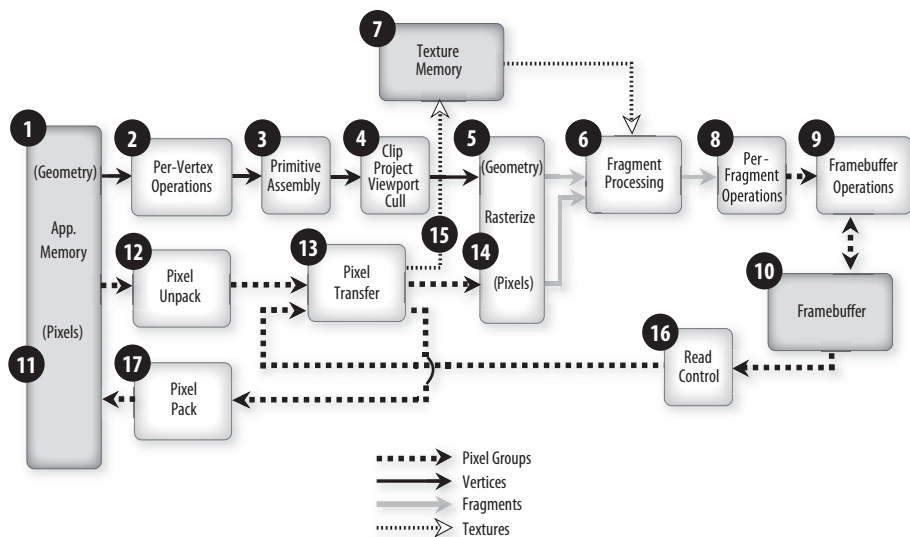 7
Texture
Memory
1
(Geometry)
App.
Memory
(Pixels)
11
2
Per-Vertex
Operations
3
Primitive
Assembly
4
Clip
Project
Viewport
Cull
5
(Geometry)
Rasterize
14
(Pixels)
6
Fragment
Processing
8
Per -
Fragment
Operations
9
Framebuffer
Operations
12
Pixel
Unpack
13
Pixel
Transfer
15
10
Framebuffer
16
Read
Control
17
Pixel
Pack
Pixel Groups
Vertices
Fragments
Textures